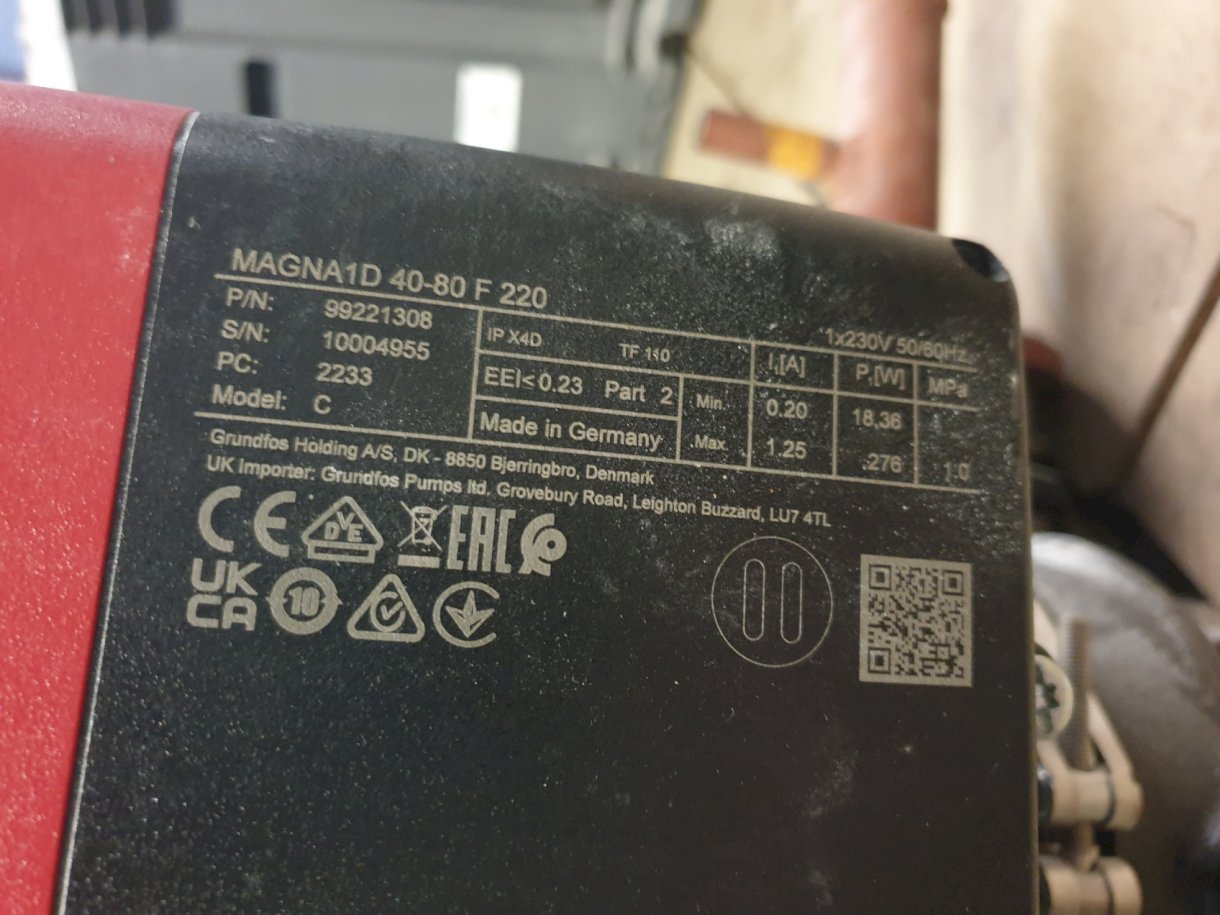 MAGNA1D 40-80 F 220
P/N: 99221308
S/N: 10004955
PC: 2233
Model: C
1x230V 50/60Hz
IP X4D TF 110 I₁[A] P₁[W] MPa
EEI<0.23 Part 2 Min. 0.20 18,36
Made in Germany Max. 1.25 276 1.0
Grundfos Holding A/S, DK - 8850 Bjerringbro, Denmark
UK Importer: Grundfos Pumps ltd. Grovebury Road, Leighton Buzzard, LU7 4TL
CE DVE EAC
UK
CA 10